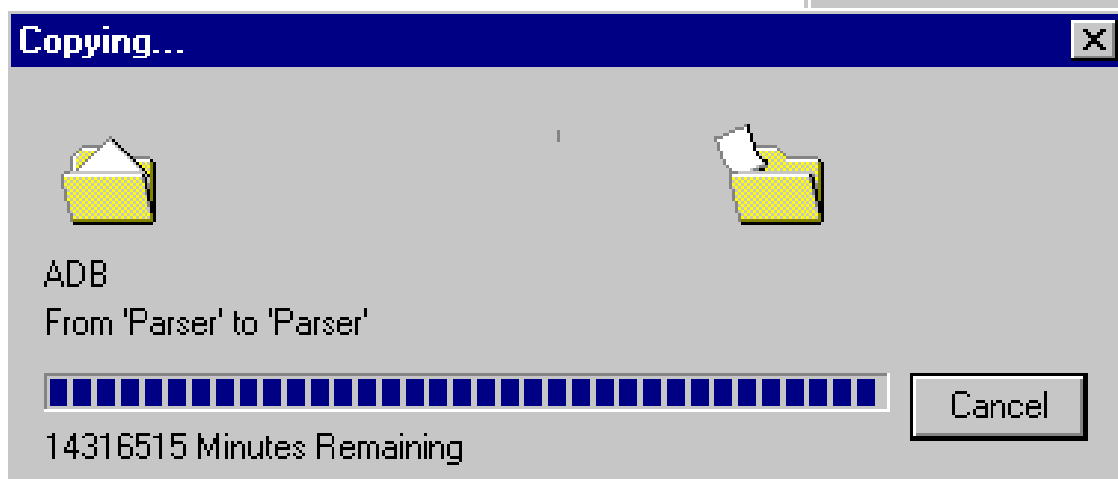 Copying...
ADB
From 'Parser' to 'Parser'
Cancel
14316515 Minutes Remaining